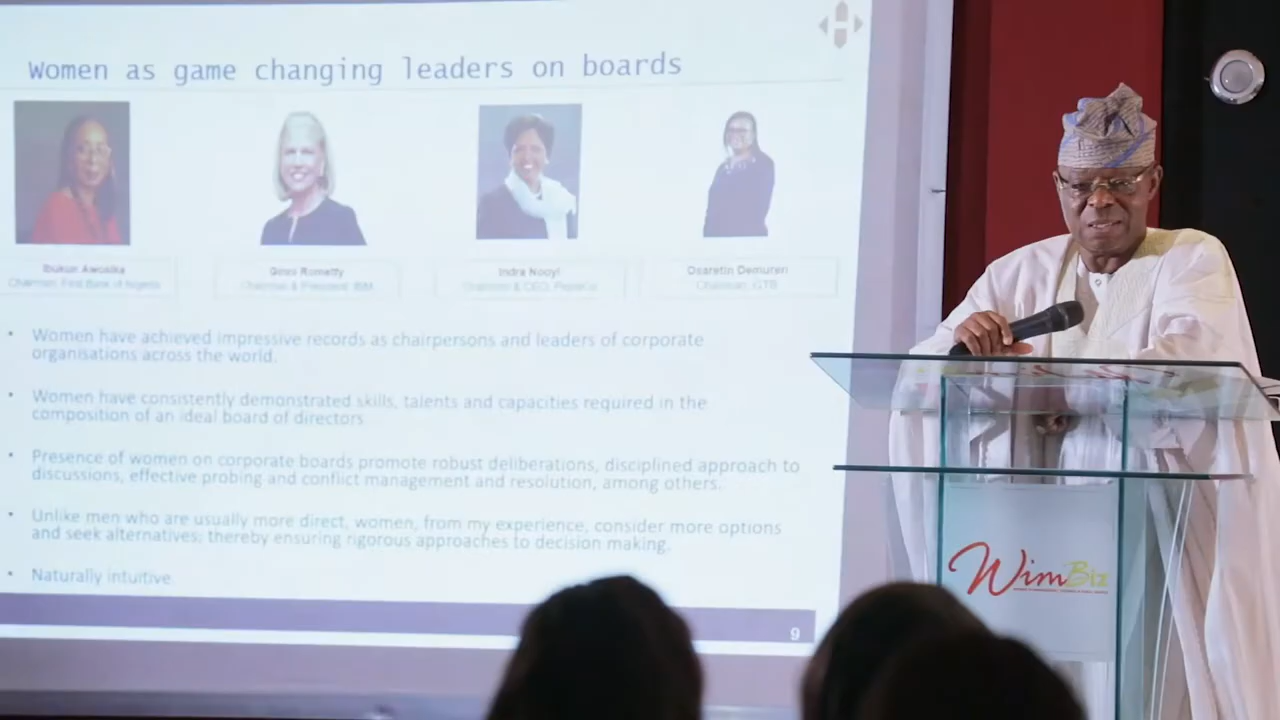 Women as game changing leaders on boards
Ibukun Awosika
Chairman, First Bank of Nigeria
Ginni Rometty
Chairman & President, IBM
Indra Nooyi
Chairman & CEO, PepsiCo
Osaretin Demuren
Chairman, GTB
• Women have achieved impressive records as chairpersons and leaders of corporate
organisations across the world.
• Women have consistently demonstrated skills, talents and capacities required in the
composition of an ideal board of directors
• Presence of women on corporate boards promote robust deliberations, disciplined approach to
discussions, effective probing and conflict management and resolution, among others.
• Unlike men who are usually more direct, women, from my experience, consider more options
and seek alternatives; thereby ensuring rigorous approaches to decision making.
• Naturally intuitive
9
WimBiz